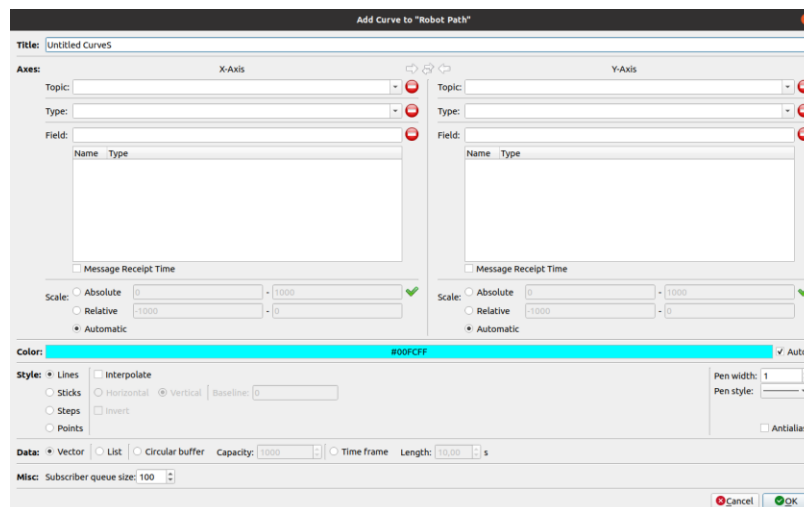 Add Curve to "Robot Path"
Title: Untitled CurveS
Axes: X-Axis Y-Axis
Topic: Topic:
Type: Type:
Field: Field:
Name Type Name Type
Message Receipt Time Message Receipt Time
Scale: Absolute 0 - 1000 Scale: Absolute 0 - 1000
Relative -1000 - 0 Relative -1000 - 0
Automatic Automatic
Color: #00FCFF Auto
Style: Lines Interpolate Pen width: 1
Sticks Horizontal Vertical Baseline: 0 Pen style:
Steps Invert
Points Antialias
Data: Vector List Circular buffer Capacity: 1000 Time frame Length: 10,00 s
Misc: Subscriber queue size: 100
Cancel OK